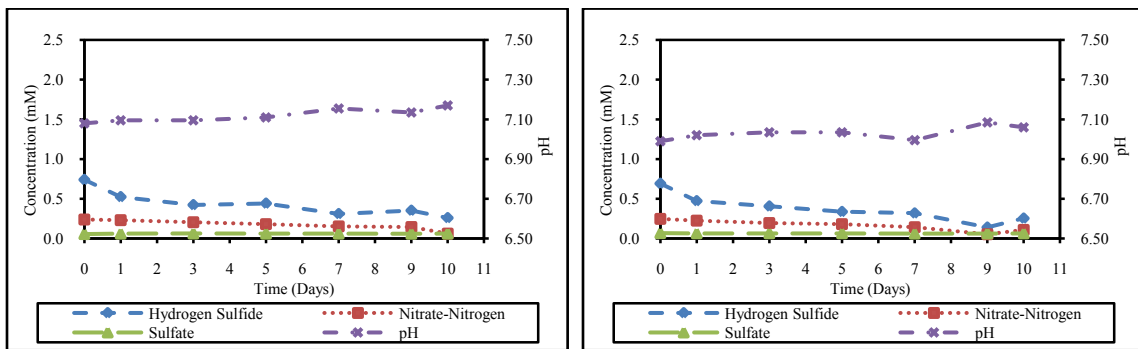 2.5 7.50
2.0 7.30
1.5 7.10
1.0 6.90
0.5 6.70
0.0 6.50
Concentration (mM)
pH
0 1 2 3 4 5 6 7 8 9 10 11
Time (Days)
Hydrogen Sulfide Nitrate-Nitrogen
Sulfate pH
2.5 7.50
2.0 7.30
1.5 7.10
1.0 6.90
0.5 6.70
0.0 6.50
Concentration (mM)
pH
0 1 2 3 4 5 6 7 8 9 10 11
Time (Days)
Hydrogen Sulfide Nitrate-Nitrogen
Sulfate pH